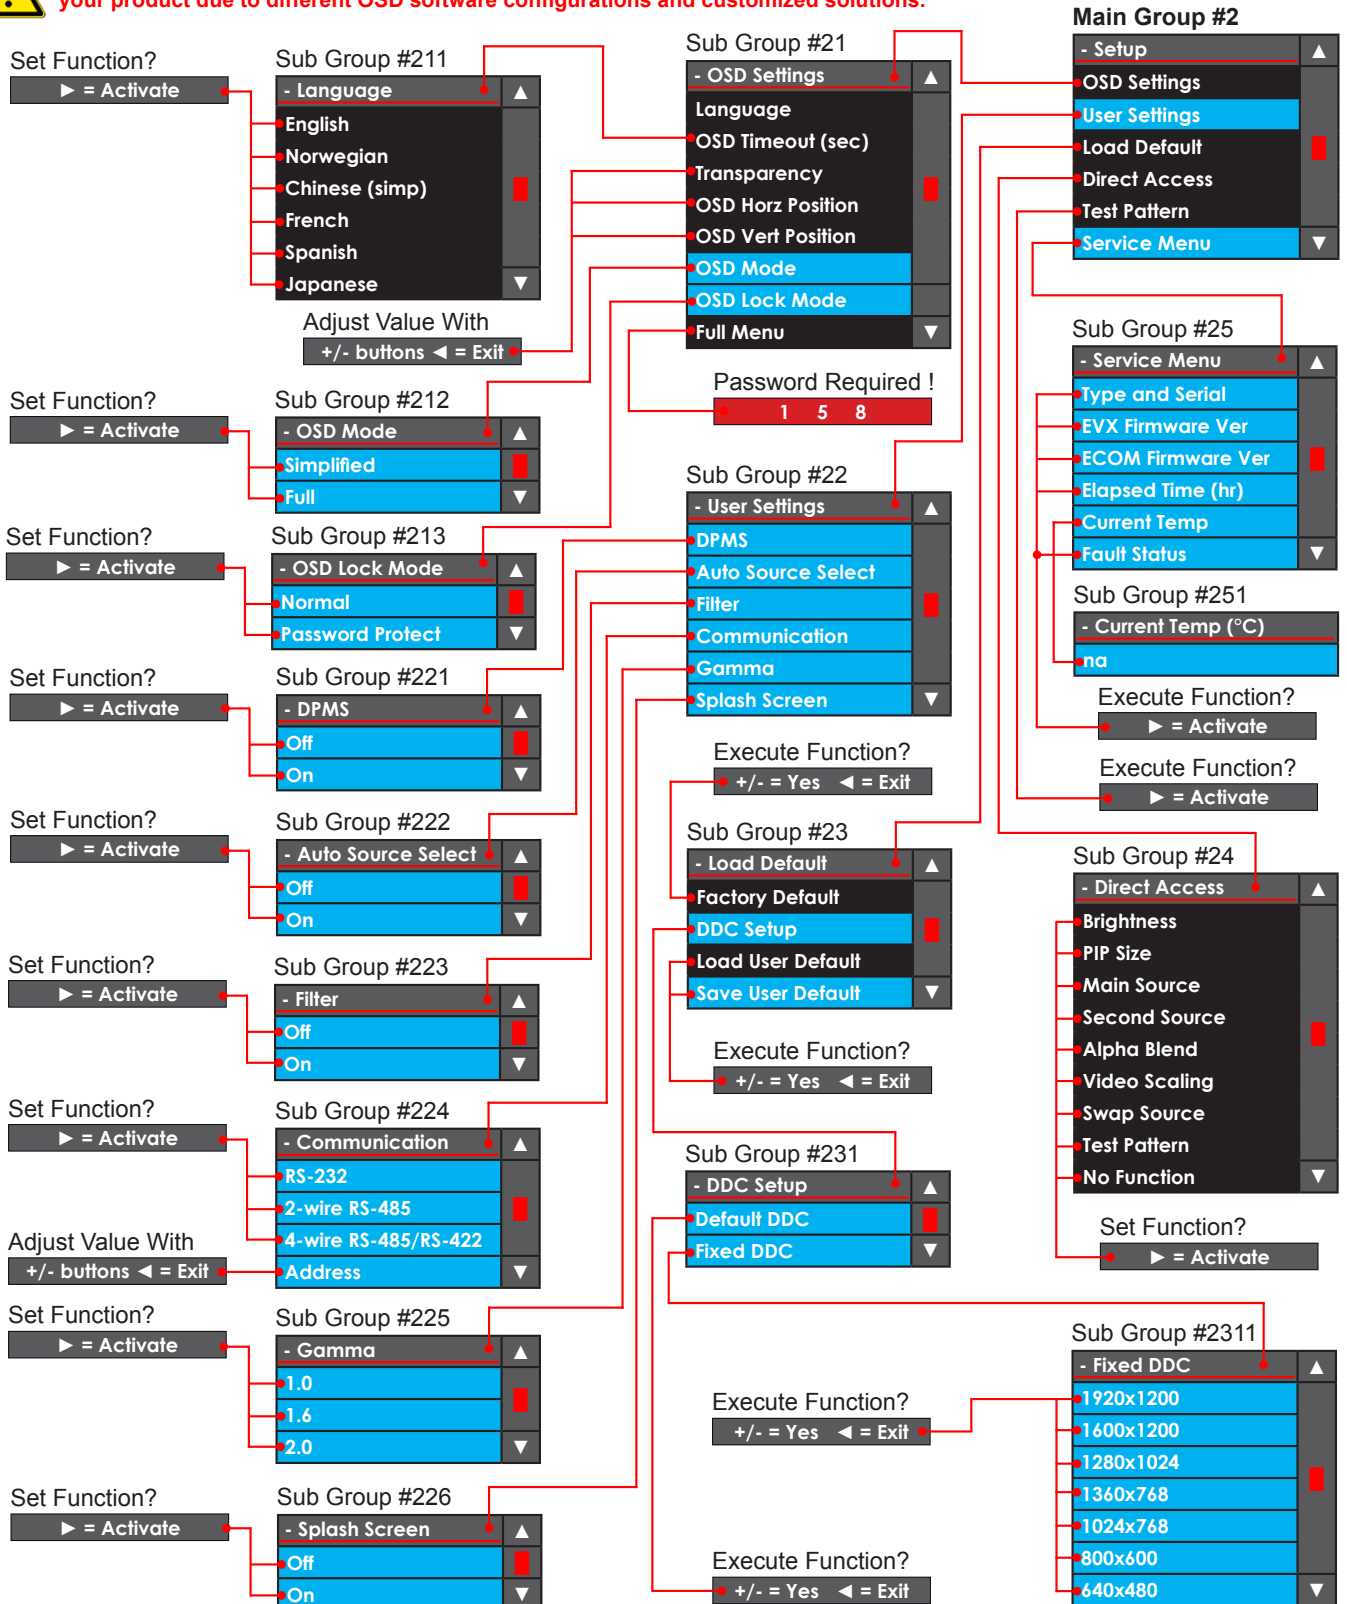 your product due to different OSD software configurations and customized solutions.
Set Function?
► = Activate
Sub Group #211
- Language ▲
English
Norwegian
Chinese (simp)
French
Spanish
Japanese ▼
Adjust Value With
+/- buttons ◄ = Exit
Set Function?
► = Activate
Sub Group #212
- OSD Mode ▲
Simplified
Full ▼
Set Function?
► = Activate
Sub Group #213
- OSD Lock Mode ▲
Normal
Password Protect ▼
Set Function?
► = Activate
Sub Group #221
- DPMS ▲
Off
On ▼
Set Function?
► = Activate
Sub Group #222
- Auto Source Select ▲
Off
On ▼
Set Function?
► = Activate
Sub Group #223
- Filter ▲
Off
On ▼
Set Function?
► = Activate
Sub Group #224
- Communication ▲
RS-232
2-wire RS-485
4-wire RS-485/RS-422
Address ▼
Adjust Value With
+/- buttons ◄ = Exit
Set Function?
► = Activate
Sub Group #225
- Gamma ▲
1.0
1.6
2.0 ▼
Set Function?
► = Activate
Sub Group #226
- Splash Screen ▲
Off
On ▼
Sub Group #21
- OSD Settings ▲
Language
OSD Timeout (sec)
Transparency
OSD Horz Position
OSD Vert Position
OSD Mode
OSD Lock Mode
Full Menu ▼
Password Required !
1 5 8
Sub Group #22
- User Settings ▲
DPMS
Auto Source Select
Filter
Communication
Gamma
Splash Screen ▼
Execute Function?
+/- = Yes ◄ = Exit
Sub Group #23
- Load Default ▲
Factory Default
DDC Setup
Load User Default
Save User Default ▼
Execute Function?
+/- = Yes ◄ = Exit
Sub Group #231
- DDC Setup ▲
Default DDC
Fixed DDC ▼
Execute Function?
+/- = Yes ◄ = Exit
Execute Function?
+/- = Yes ◄ = Exit
Main Group #2
- Setup ▲
OSD Settings
User Settings
Load Default
Direct Access
Test Pattern
Service Menu ▼
Sub Group #25
- Service Menu ▲
Type and Serial
EVX Firmware Ver
ECOM Firmware Ver
Elapsed Time (hr)
Current Temp
Fault Status ▼
Sub Group #251
- Current Temp (°C)
na
Execute Function?
► = Activate
Execute Function?
► = Activate
Sub Group #24
- Direct Access ▲
Brightness
PIP Size
Main Source
Second Source
Alpha Blend
Video Scaling
Swap Source
Test Pattern
No Function ▼
Set Function?
► = Activate
Sub Group #2311
- Fixed DDC ▲
1920x1200
1600x1200
1280x1024
1360x768
1024x768
800x600
640x480 ▼